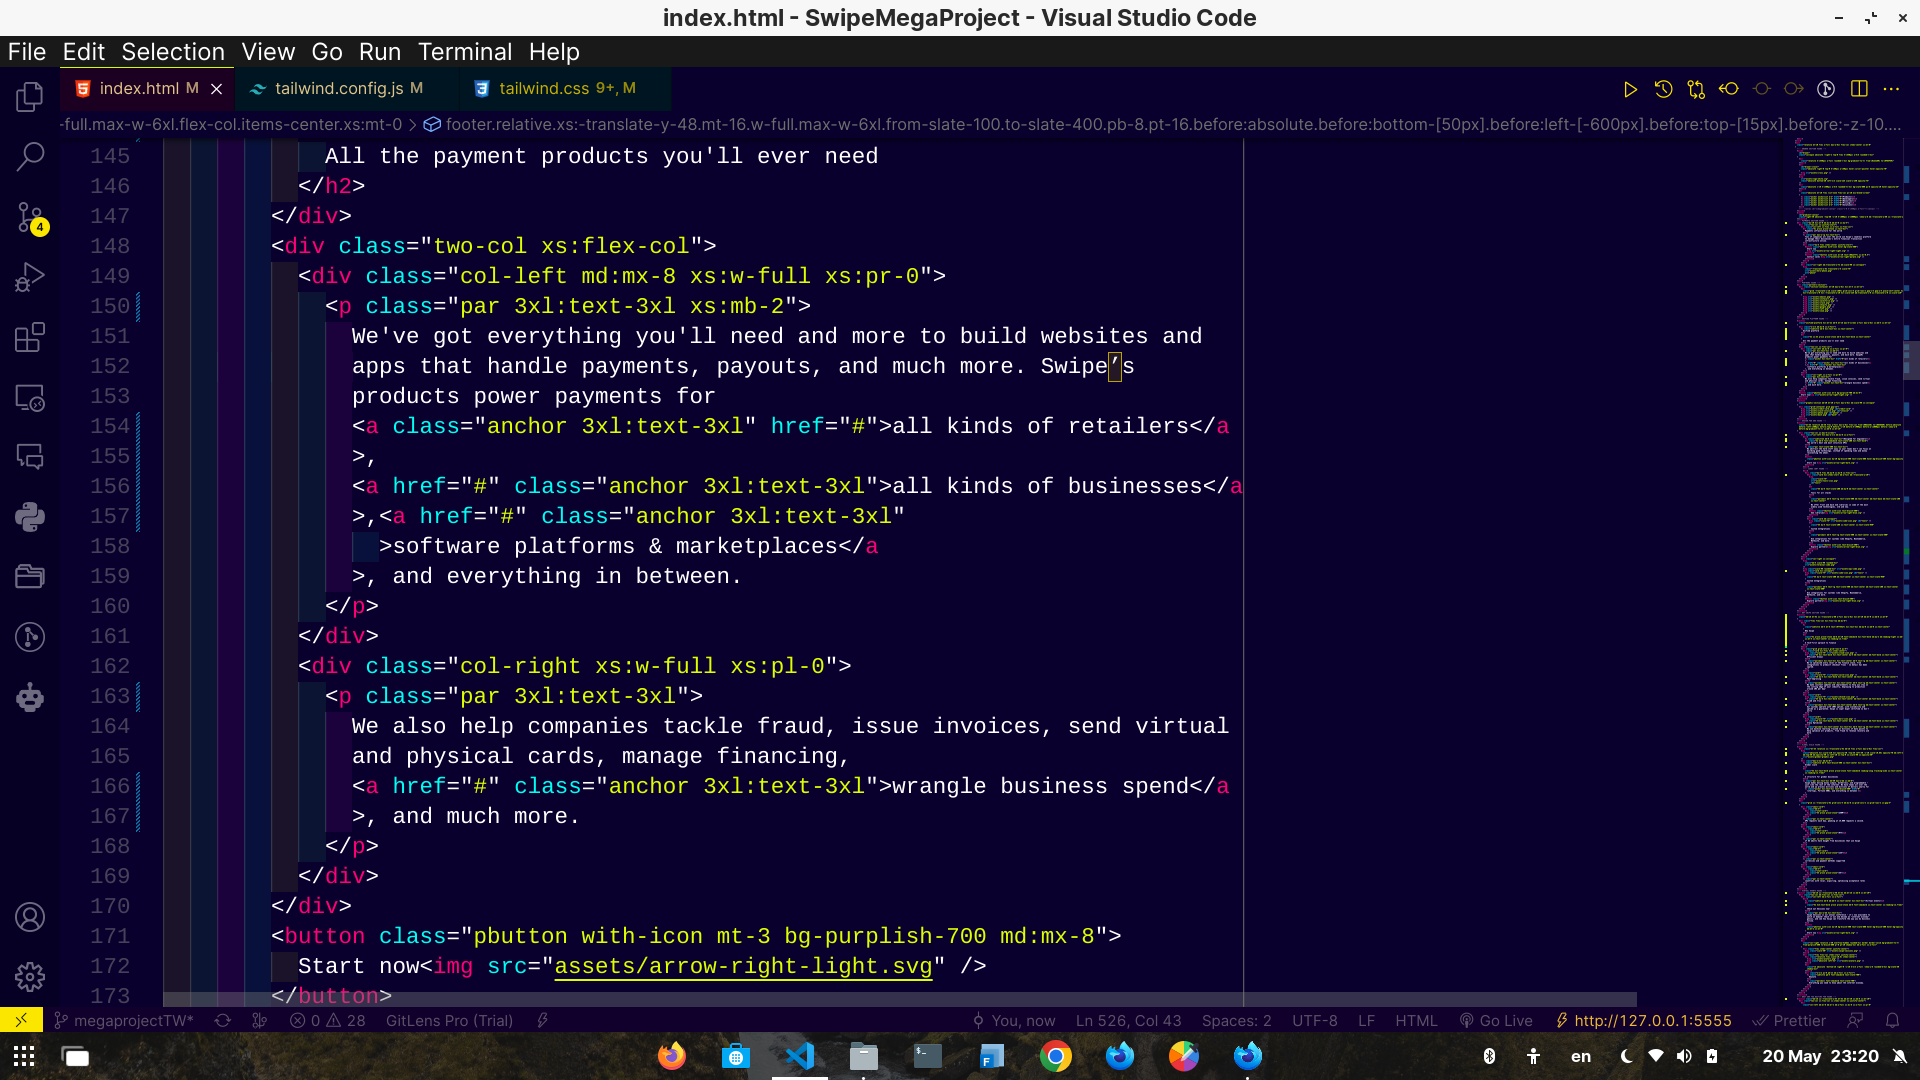 index.html - SwipeMegaProject - Visual Studio Code
File Edit Selection View Go Run Terminal Help
index.html M tailwind.config.js M tailwind.css 9+, M
-full.max-w-6xl.flex-col.items-center.xs:mt-0 > footer.relative.xs:-translate-y-48.mt-16.w-full.max-w-6xl.from-slate-100.to-slate-400.pb-8.pt-16.before:absolute.before:bottom-[50px].before:left-[-600px].before:top-[15px].before:-z-10....
145 All the payment products you'll ever need
146 </h2>
147 </div>
148 <div class="two-col xs:flex-col">
149 <div class="col-left md:mx-8 xs:w-full xs:pr-0">
150 <p class="par 3xl:text-3xl xs:mb-2">
151 We've got everything you'll need and more to build websites and
152 apps that handle payments, payouts, and much more. Swipe’s
153 products power payments for
154 <a class="anchor 3xl:text-3xl" href="#">all kinds of retailers</a
155 >,
156 <a href="#" class="anchor 3xl:text-3xl">all kinds of businesses</a
157 >,<a href="#" class="anchor 3xl:text-3xl"
158 >software platforms & marketplaces</a
159 >, and everything in between.
160 </p>
161 </div>
162 <div class="col-right xs:w-full xs:pl-0">
163 <p class="par 3xl:text-3xl">
164 We also help companies tackle fraud, issue invoices, send virtual
165 and physical cards, manage financing,
166 <a href="#" class="anchor 3xl:text-3xl">wrangle business spend</a
167 >, and much more.
168 </p>
169 </div>
170 </div>
171 <button class="pbutton with-icon mt-3 bg-purplish-700 md:mx-8">
172 Start now<img src="assets/arrow-right-light.svg" />
173 </button>
4
megaprojectTW* 0 28 GitLens Pro (Trial) You, now Ln 526, Col 43 Spaces: 2 UTF-8 LF HTML Go Live http://127.0.0.1:5555 Prettier
en 20 May 23:20